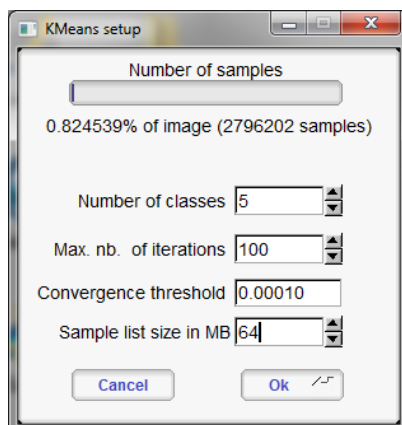 KMeans setup
Number of samples
0.824539% of image (2796202 samples)
Number of classes 5
Max. nb. of iterations 100
Convergence threshold 0.00010
Sample list size in MB 64
Cancel Ok